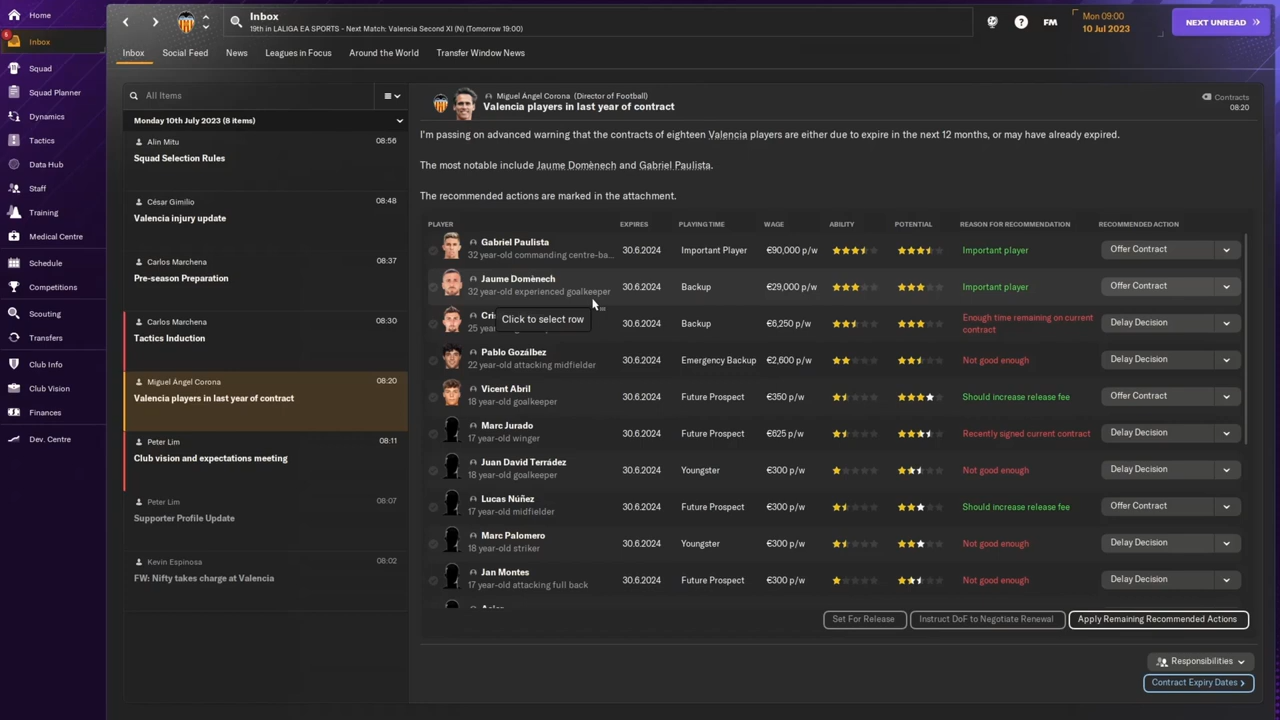 Home
Inbox
19th in LALIGA EA SPORTS - Next Match: Valencia Second XI (N) (Tomorrow 19:00)
?
FM
Mon 09:00
10 Jul 2023
NEXT UNREAD
6
Inbox
Squad
Squad Planner
Dynamics
Tactics
Data Hub
Staff
Training
Medical Centre
Schedule
Competitions
Scouting
Transfers
Club Info
Club Vision
Finances
Dev. Centre
Inbox
Social Feed
News
Leagues in Focus
Around the World
Transfer Window News
All Items
Monday 10th July 2023 (8 items)
Alin Mitu
08:56
Squad Selection Rules
César Gimilio
08:48
Valencia injury update
Carlos Marchena
08:37
Pre-season Preparation
Carlos Marchena
08:30
Tactics Induction
Miguel Ángel Corona
08:20
Valencia players in last year of contract
Peter Lim
08:11
Club vision and expectations meeting
Peter Lim
08:07
Supporter Profile Update
Kevin Espinosa
08:02
FW: Nifty takes charge at Valencia
Miguel Ángel Corona (Director of Football)
Valencia players in last year of contract
Contracts
08:20
I'm passing on advanced warning that the contracts of eighteen Valencia players are either due to expire in the next 12 months, or may have already expired.
The most notable include Jaume Domènech and Gabriel Paulista.
The recommended actions are marked in the attachment.
PLAYER EXPIRES PLAYING TIME WAGE ABILITY POTENTIAL REASON FOR RECOMMENDATION RECOMMENDED ACTION
Gabriel Paulista
32 year-old commanding centre-ba...
30.6.2024 Important Player €90,000 p/w Important player Offer Contract
Jaume Domènech
32 year-old experienced goalkeeper
30.6.2024 Backup €29,000 p/w Important player Offer Contract
Cri
25 yea
30.6.2024 Backup €6,250 p/w Enough time remaining on current contract Delay Decision
Click to select row
Pablo Gozálbez
22 year-old attacking midfielder
30.6.2024 Emergency Backup €2,600 p/w Not good enough Delay Decision
Vicent Abril
18 year-old goalkeeper
30.6.2024 Future Prospect €350 p/w Should increase release fee Offer Contract
Marc Jurado
17 year-old winger
30.6.2024 Future Prospect €625 p/w Recently signed current contract Delay Decision
Juan David Terrádez
18 year-old goalkeeper
30.6.2024 Youngster €300 p/w Not good enough Delay Decision
Lucas Núñez
17 year-old midfielder
30.6.2024 Future Prospect €300 p/w Should increase release fee Offer Contract
Marc Palomero
18 year-old striker
30.6.2024 Youngster €300 p/w Not good enough Delay Decision
Jan Montes
17 year-old attacking full back
30.6.2024 Future Prospect €300 p/w Not good enough Delay Decision
Set For Release
Instruct DoF to Negotiate Renewal
Apply Remaining Recommended Actions
Responsibilities
Contract Expiry Dates